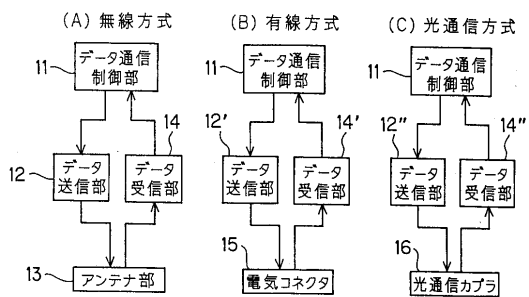 (A) 無線方式
11
データ通信
制御部
12
データ
送信部
14
データ
受信部
13
アンテナ部
(B) 有線方式
11
データ通信
制御部
12'
データ
送信部
14'
データ
受信部
15
電気コネクタ
(C) 光通信方式
11
データ通信
制御部
12"
データ
送信部
14"
データ
受信部
16
光通信カプラ